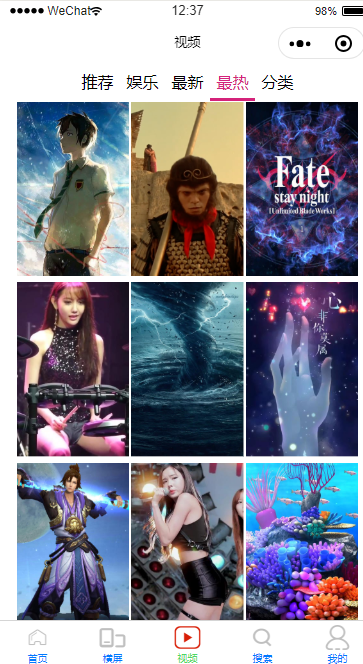 WeChat 12:37 98%
视频
推荐 娱乐 最新 最热 分类
Fate
stay night
[Unlimited Blade Works]
心
非你莫属
首页 横屏 视频 搜索 我的